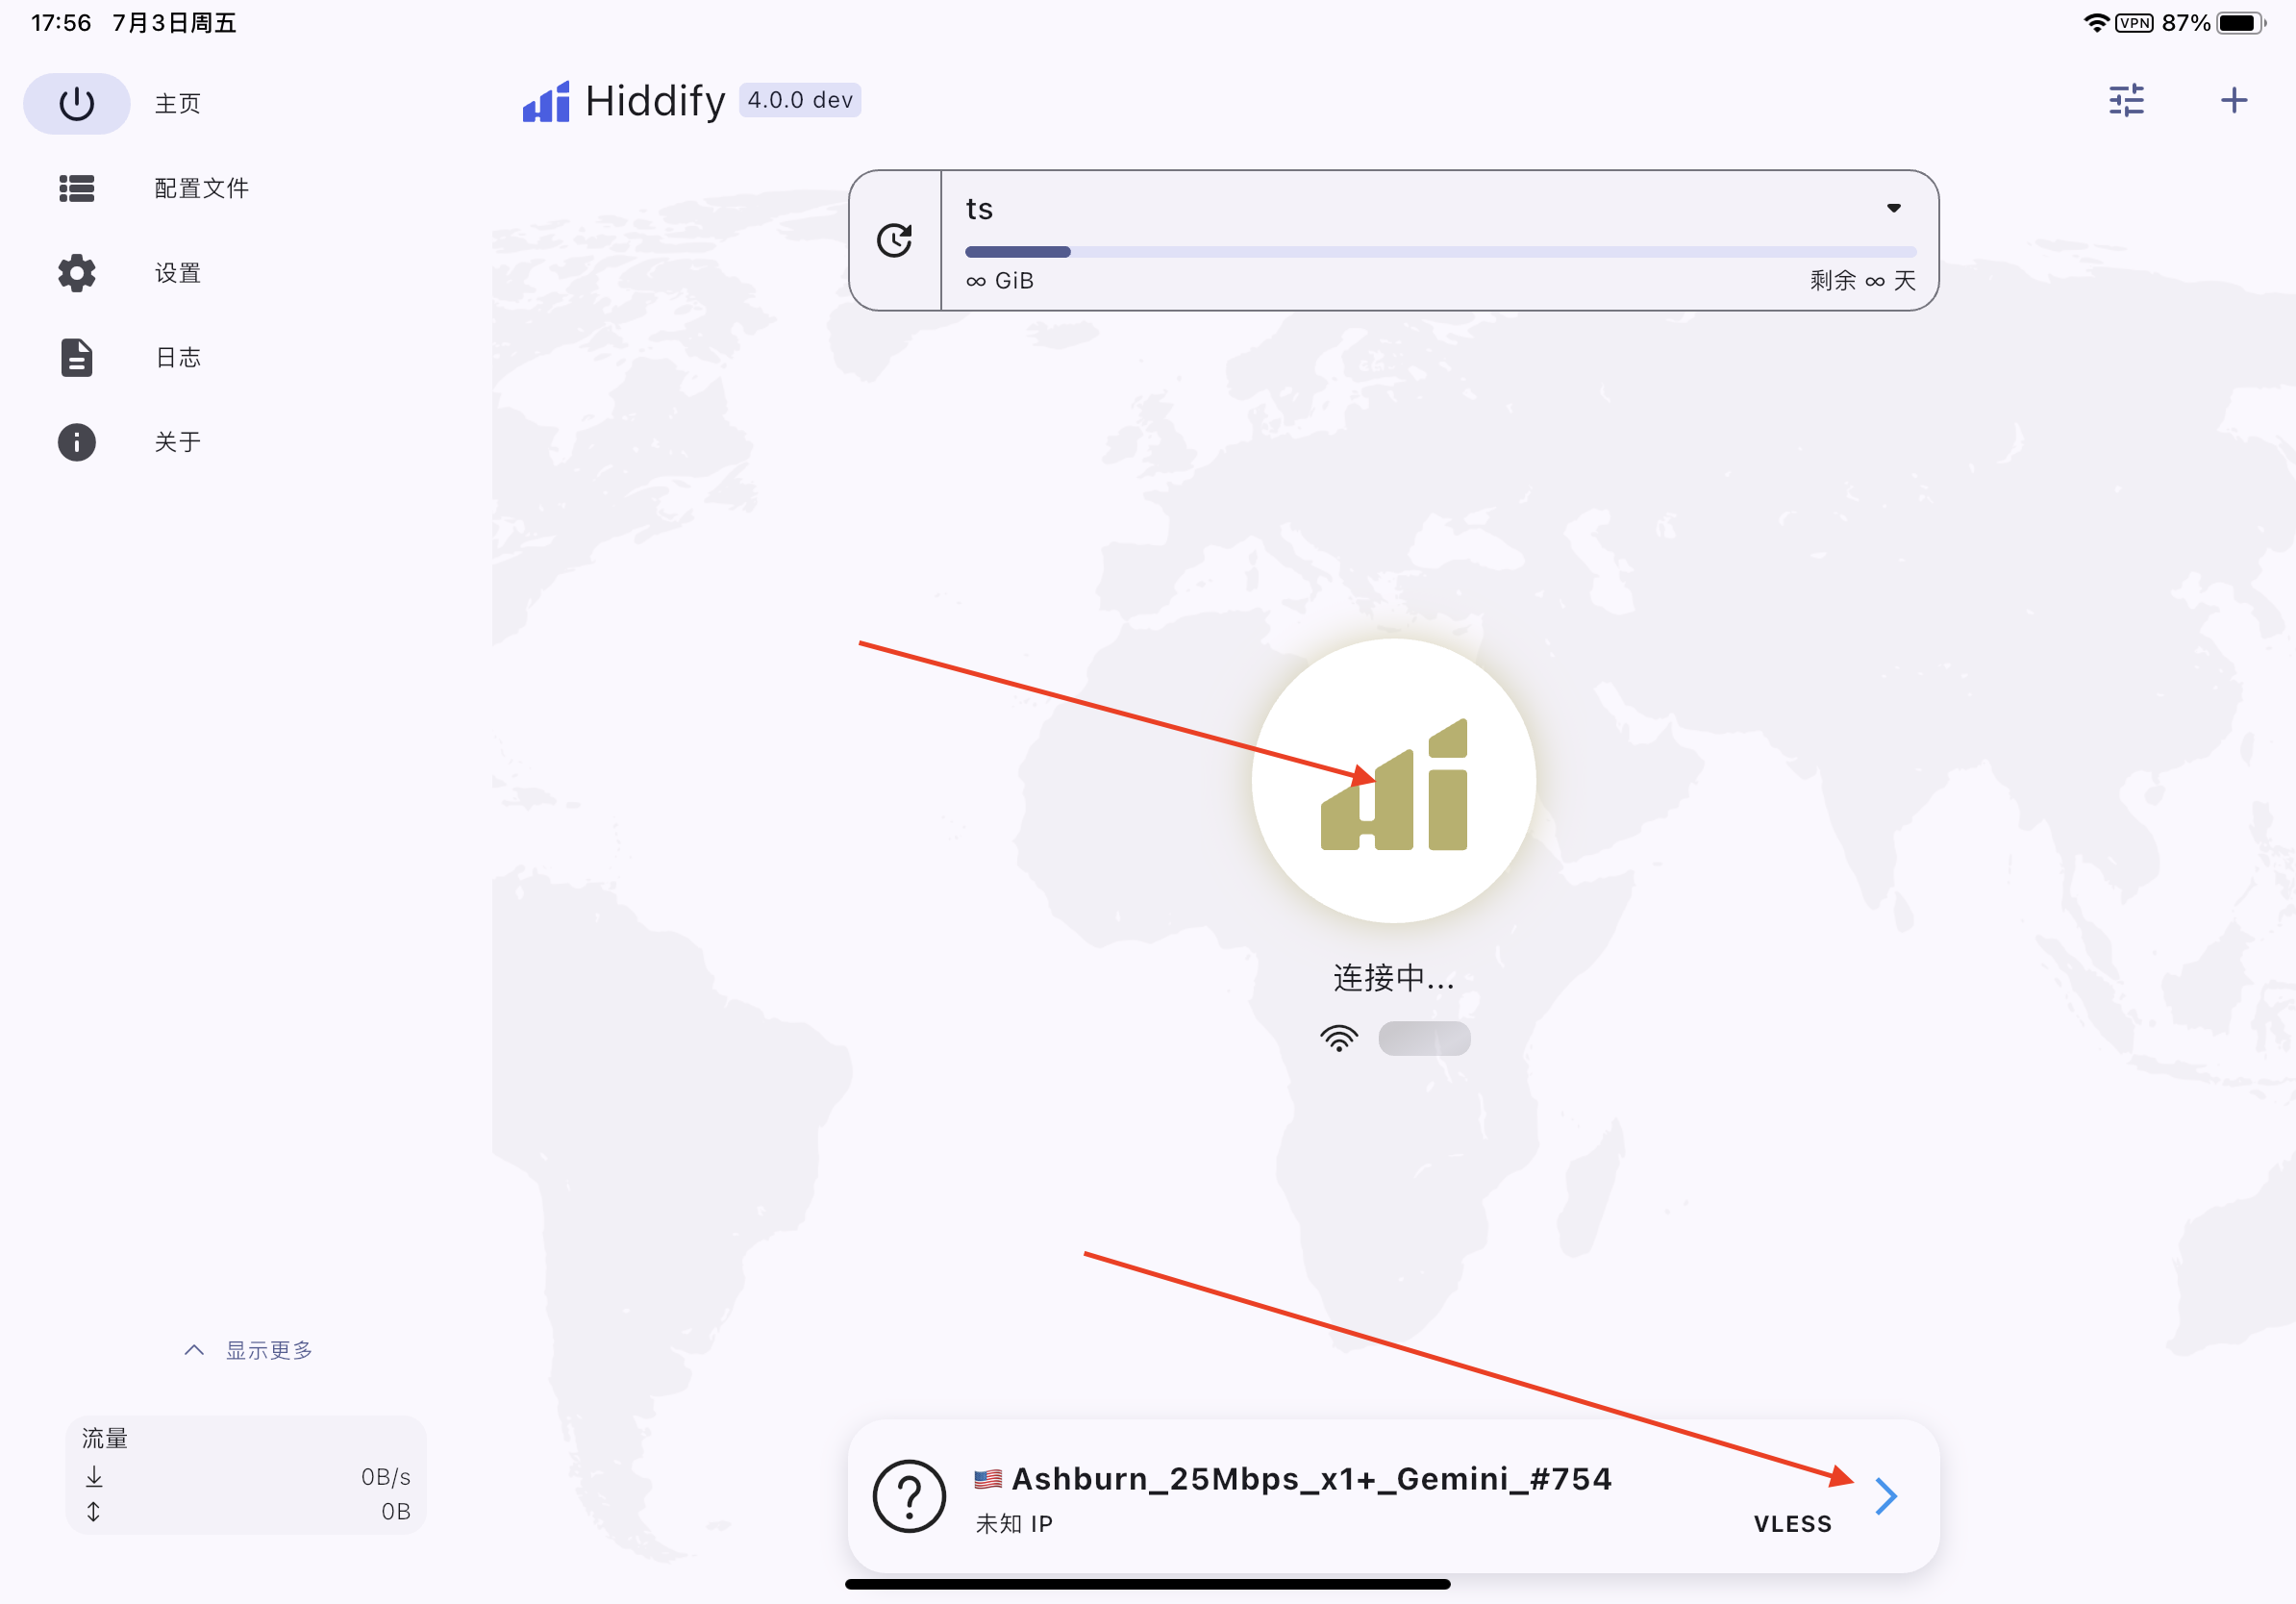 17:56 7月3日周五
VPN 87%
主页
配置文件
设置
日志
关于
Hiddify 4.0.0 dev
ts
∞ GiB
剩余 ∞ 天
连接中...
显示更多
流量
0B/s
0B
🇺🇸 Ashburn_25Mbps_x1+_Gemini_#754
未知 IP
VLESS